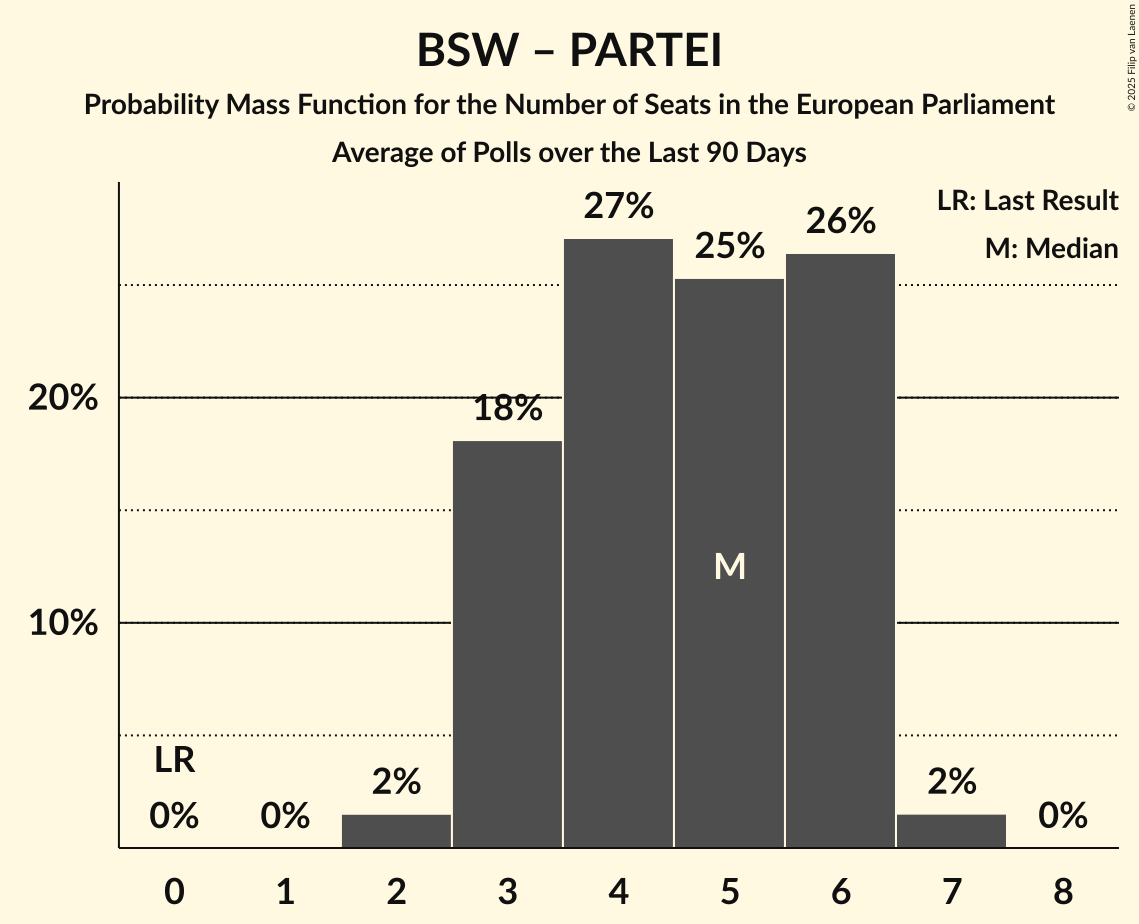 BSW – PARTEI
Probability Mass Function for the Number of Seats in the European Parliament
Average of Polls over the Last 90 Days
© 2025 Filip van Laenen
LR: Last Result
M: Median
27%
26%
25%
20%
18%
M
10%
LR
0%
0%
2%
2%
0%
0 1 2 3 4 5 6 7 8